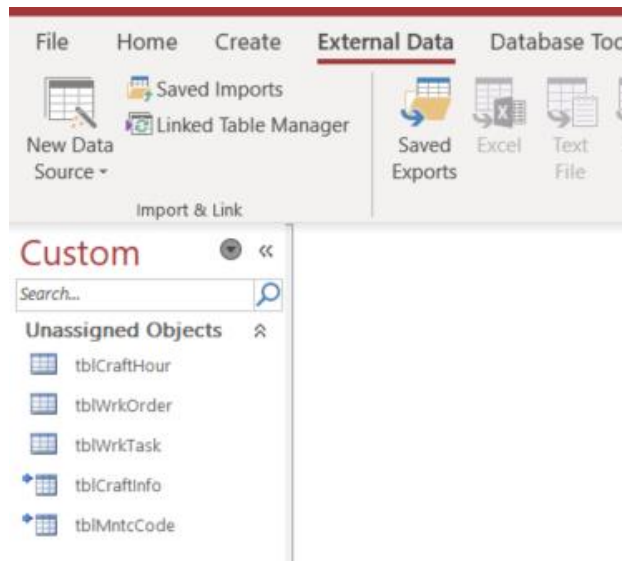 File Home Create External Data Database Too
Saved Imports
Linked Table Manager
New Data
Source
Saved
Exports
Excel
Text
File
Import & Link
Custom
Search...
Unassigned Objects
tblCraftHour
tblWrkOrder
tblWrkTask
tblCraftInfo
tblMntcCode